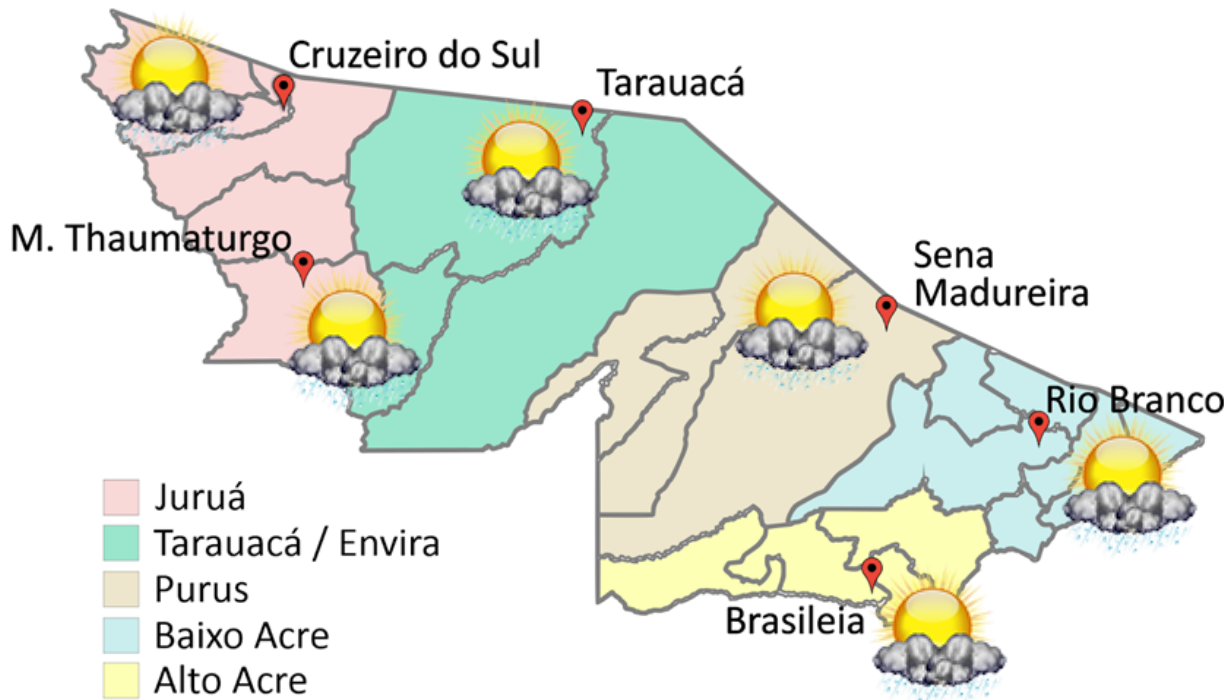 Cruzeiro do Sul
Tarauacá
M. Thaumaturgo
Sena
Madureira
Rio Branco
Brasileia
Juruá
Tarauacá / Envira
Purus
Baixo Acre
Alto Acre